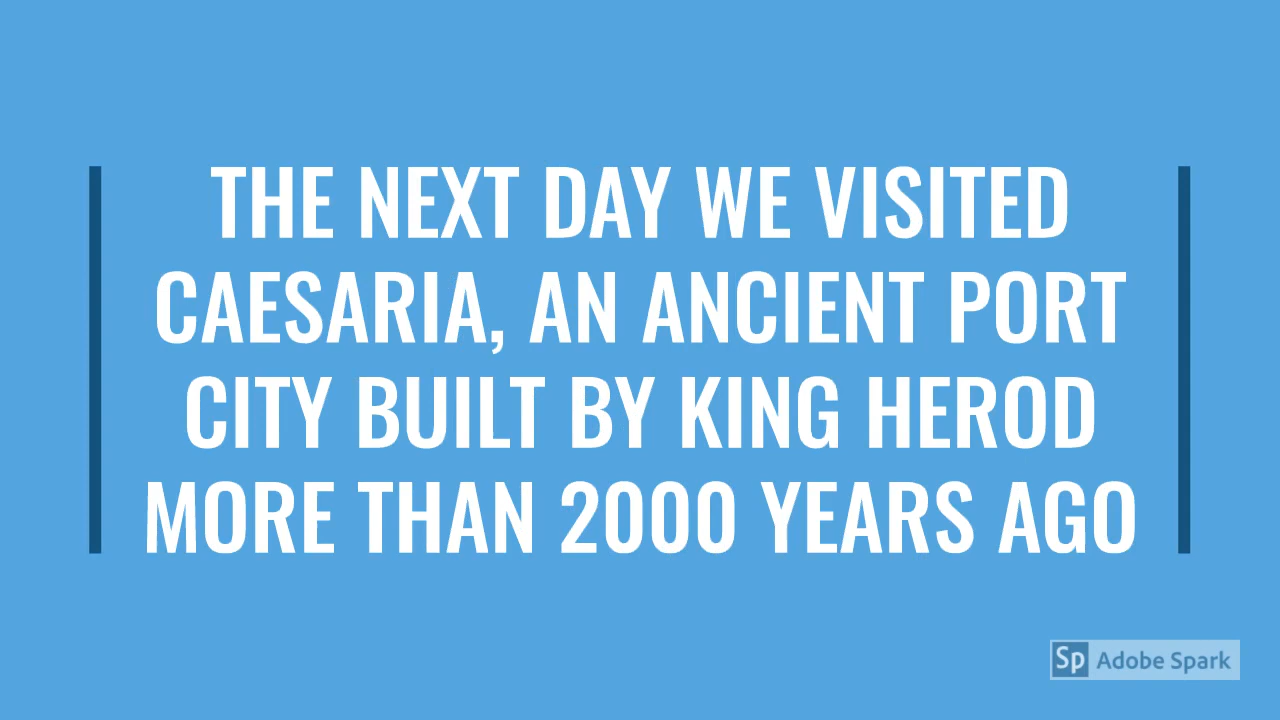 THE NEXT DAY WE VISITED
CAESARIA, AN ANCIENT PORT
CITY BUILT BY KING HEROD
MORE THAN 2000 YEARS AGO
Sp Adobe Spark